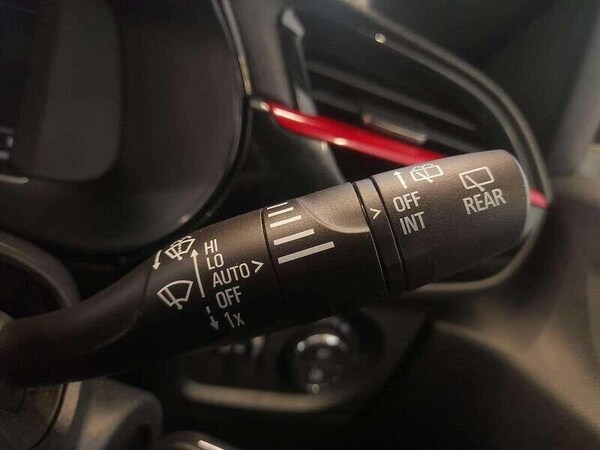 HI
LO
AUTO >
OFF
1x
>
OFF
INT
REAR